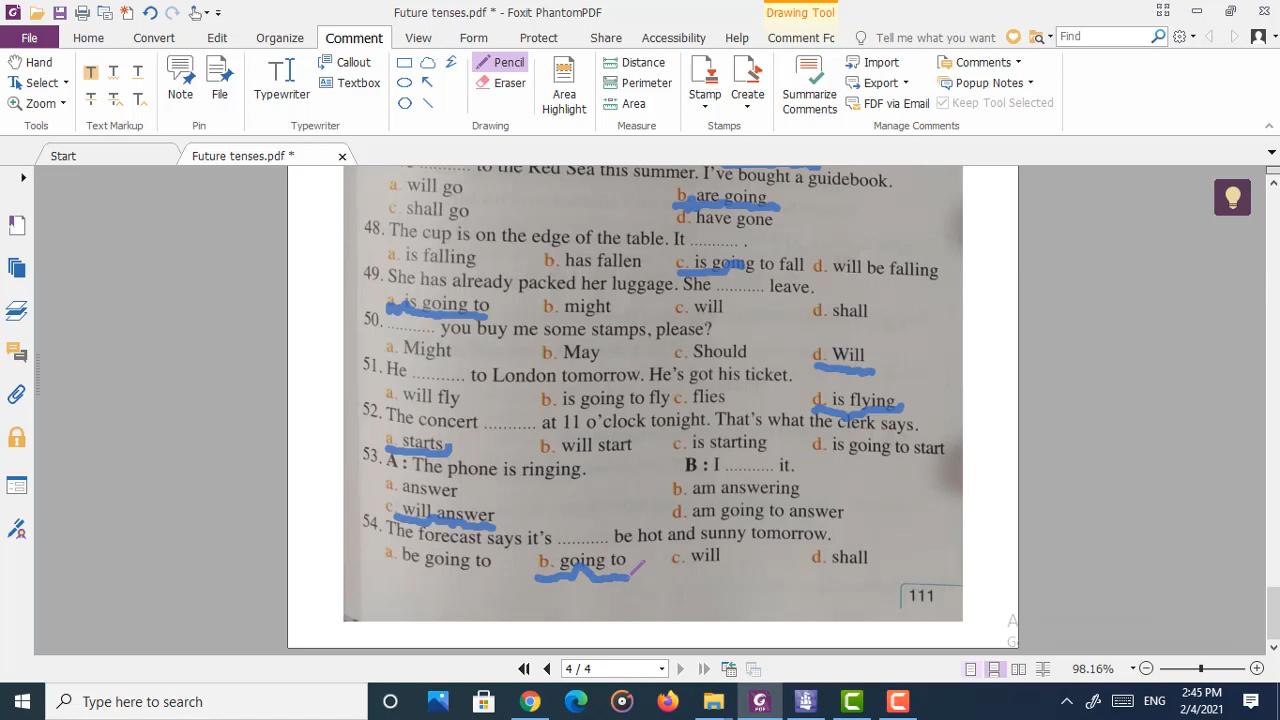 Future tenses.pdf * - Foxit PhantomPDF
Drawing Tool
File Home Convert Edit Organize Comment View Form Protect Share Accessibility Help Comment Fc Tell me what you want Find
Hand
Select
Zoom
Tools
Text Markup
Note
File
Pin
Typewriter
Callout
Textbox
Typewriter
Pencil
Eraser
Area
Highlight
Drawing
Distance
Perimeter
Area
Measure
Stamp
Create
Stamps
Summarize
Comments
Import
Export
FDF via Email
Comments
Popup Notes
Keep Tool Selected
Manage Comments
Start
Future tenses.pdf *
to the Red Sea this summer. I've bought a guidebook.
a. will go b. are going
c. shall go d. have gone
48. The cup is on the edge of the table. It .......... .
a. is falling b. has fallen c. is going to fall d. will be falling
49. She has already packed her luggage. She .......... leave.
a. is going to b. might c. will d. shall
50. .......... you buy me some stamps, please?
a. Might b. May c. Should d. Will
51. He .......... to London tomorrow. He's got his ticket.
a. will fly b. is going to fly c. flies d. is flying
52. The concert .......... at 11 o'clock tonight. That's what the clerk says.
a. starts b. will start c. is starting d. is going to start
53. A : The phone is ringing. B : I .......... it.
a. answer b. am answering
c. will answer d. am going to answer
54. The forecast says it's .......... be hot and sunny tomorrow.
a. be going to b. going to c. will d. shall
111
A
G
4 / 4
98.16%
Type here to search
ENG
2:45 PM
2/4/2021